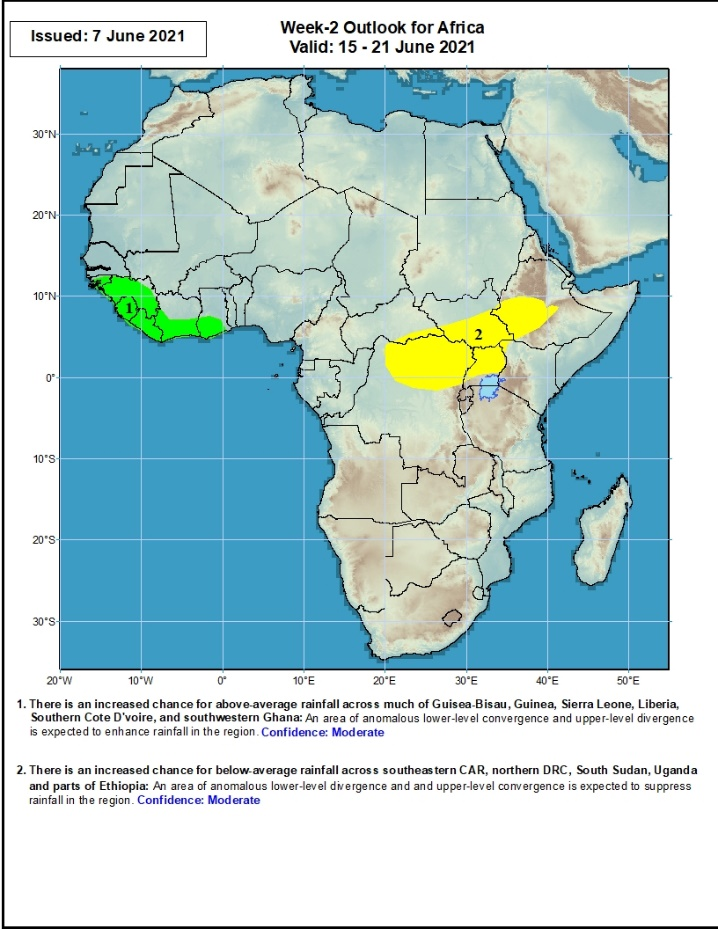 Issued: 7 June 2021
Week-2 Outlook for Africa
Valid: 15 - 21 June 2021
30°N
20°N
10°N
0°
10°S
20°S
30°S
1
2
20°W 10°W 0° 10°E 20°E 30°E 40°E 50°E
1. There is an increased chance for above-average rainfall across much of Guisea-Bisau, Guinea, Sierra Leone, Liberia,
Southern Cote D'voire, and southwestern Ghana: An area of anomalous lower-level convergence and upper-level divergence
is expected to enhance rainfall in the region. Confidence: Moderate
2. There is an increased chance for below-average rainfall across southeastern CAR, northern DRC, South Sudan, Uganda
and parts of Ethiopia: An area of anomalous lower-level divergence and and upper-level convergence is expected to suppress
rainfall in the region. Confidence: Moderate